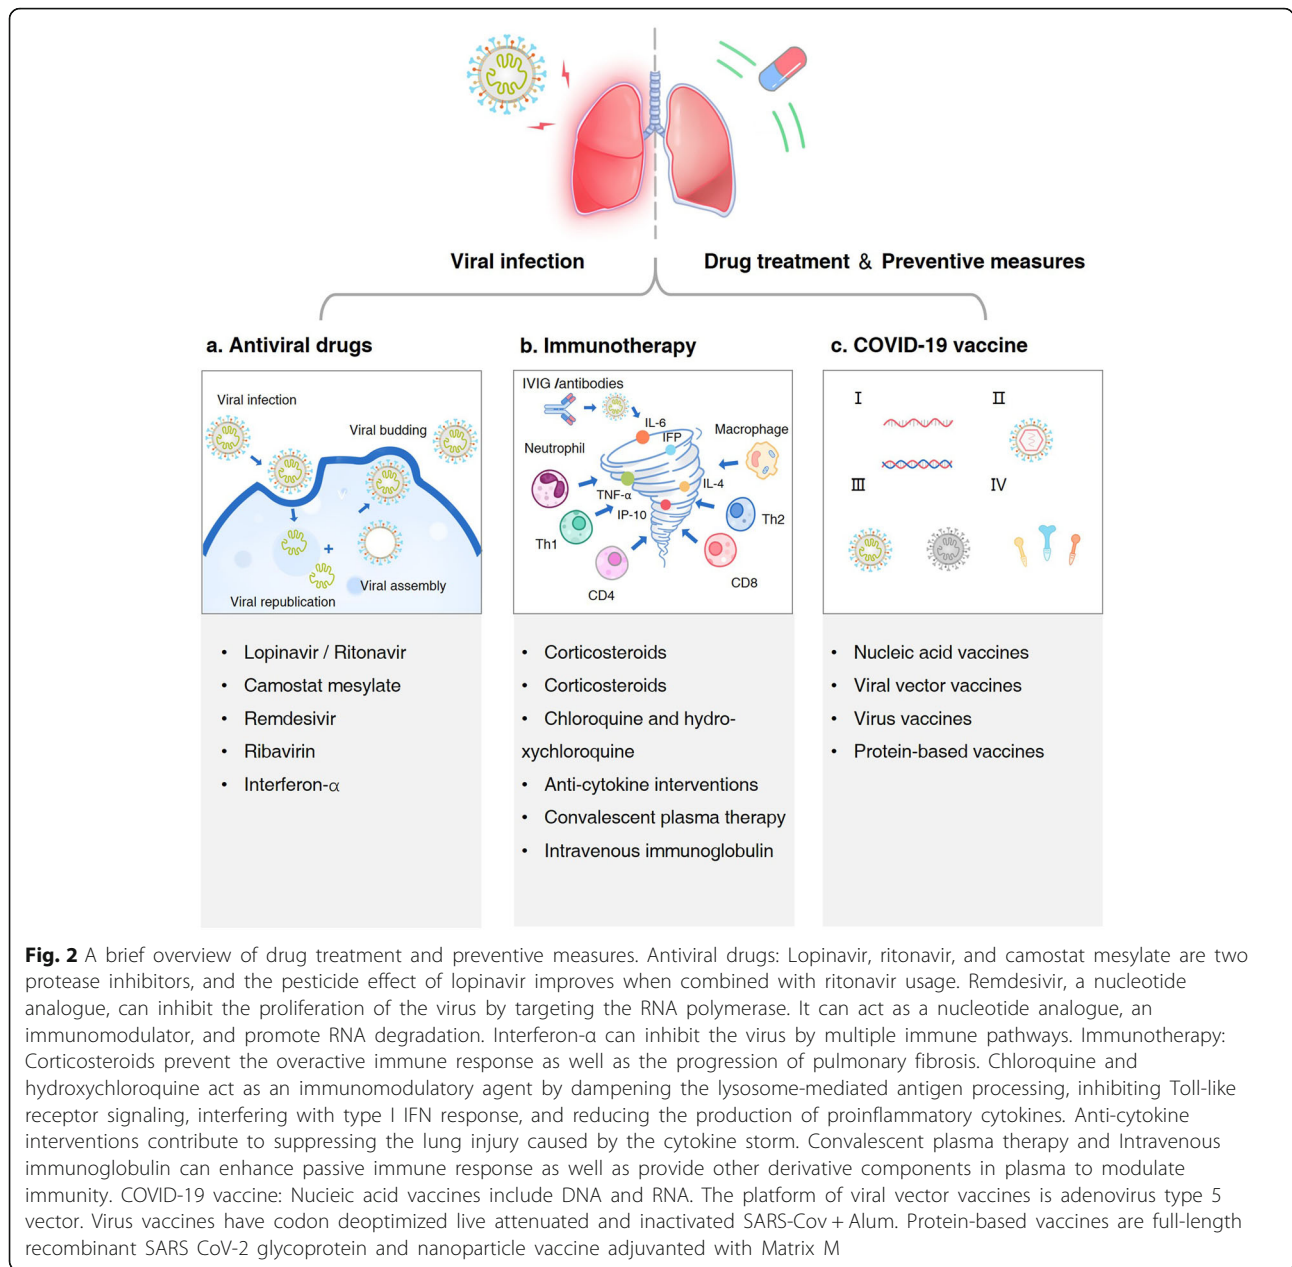 Viral infection
Drug treatment & Preventive measures
a. Antiviral drugs
Viral infection
Viral budding
Viral republication
+
Viral assembly
• Lopinavir / Ritonavir
• Camostat mesylate
• Remdesivir
• Ribavirin
• Interferon-α
b. Immunotherapy
IVIG /antibodies
IL-6
IFP
Macrophage
Neutrophil
TNF-α
IL-4
IP-10
Th1
Th2
CD4
CD8
• Corticosteroids
• Corticosteroids
• Chloroquine and hydro-
xychloroquine
• Anti-cytokine interventions
• Convalescent plasma therapy
• Intravenous immunoglobulin
c. COVID-19 vaccine
I
II
III
IV
• Nucleic acid vaccines
• Viral vector vaccines
• Virus vaccines
• Protein-based vaccines
Fig. 2 A brief overview of drug treatment and preventive measures. Antiviral drugs: Lopinavir, ritonavir, and camostat mesylate are two
protease inhibitors, and the pesticide effect of lopinavir improves when combined with ritonavir usage. Remdesivir, a nucleotide
analogue, can inhibit the proliferation of the virus by targeting the RNA polymerase. It can act as a nucleotide analogue, an
immunomodulator, and promote RNA degradation. Interferon-α can inhibit the virus by multiple immune pathways. Immunotherapy:
Corticosteroids prevent the overactive immune response as well as the progression of pulmonary fibrosis. Chloroquine and
hydroxychloroquine act as an immunomodulatory agent by dampening the lysosome-mediated antigen processing, inhibiting Toll-like
receptor signaling, interfering with type I IFN response, and reducing the production of proinflammatory cytokines. Anti-cytokine
interventions contribute to suppressing the lung injury caused by the cytokine storm. Convalescent plasma therapy and Intravenous
immunoglobulin can enhance passive immune response as well as provide other derivative components in plasma to modulate
immunity. COVID-19 vaccine: Nucieic acid vaccines include DNA and RNA. The platform of viral vector vaccines is adenovirus type 5
vector. Virus vaccines have codon deoptimized live attenuated and inactivated SARS-Cov + Alum. Protein-based vaccines are full-length
recombinant SARS CoV-2 glycoprotein and nanoparticle vaccine adjuvanted with Matrix M